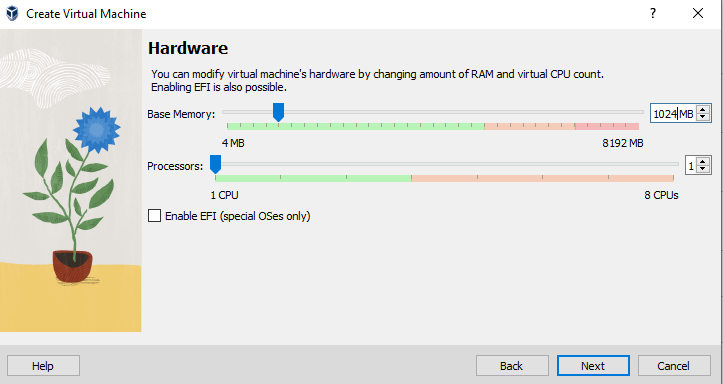 Create Virtual Machine
?
Hardware
You can modify virtual machine's hardware by changing amount of RAM and virtual CPU count.
Enabling EFI is also possible.
Base Memory: 1024 MB
4 MB 8192 MB
Processors: 1
1 CPU 8 CPUs
Enable EFI (special OSes only)
Help Back Next Cancel